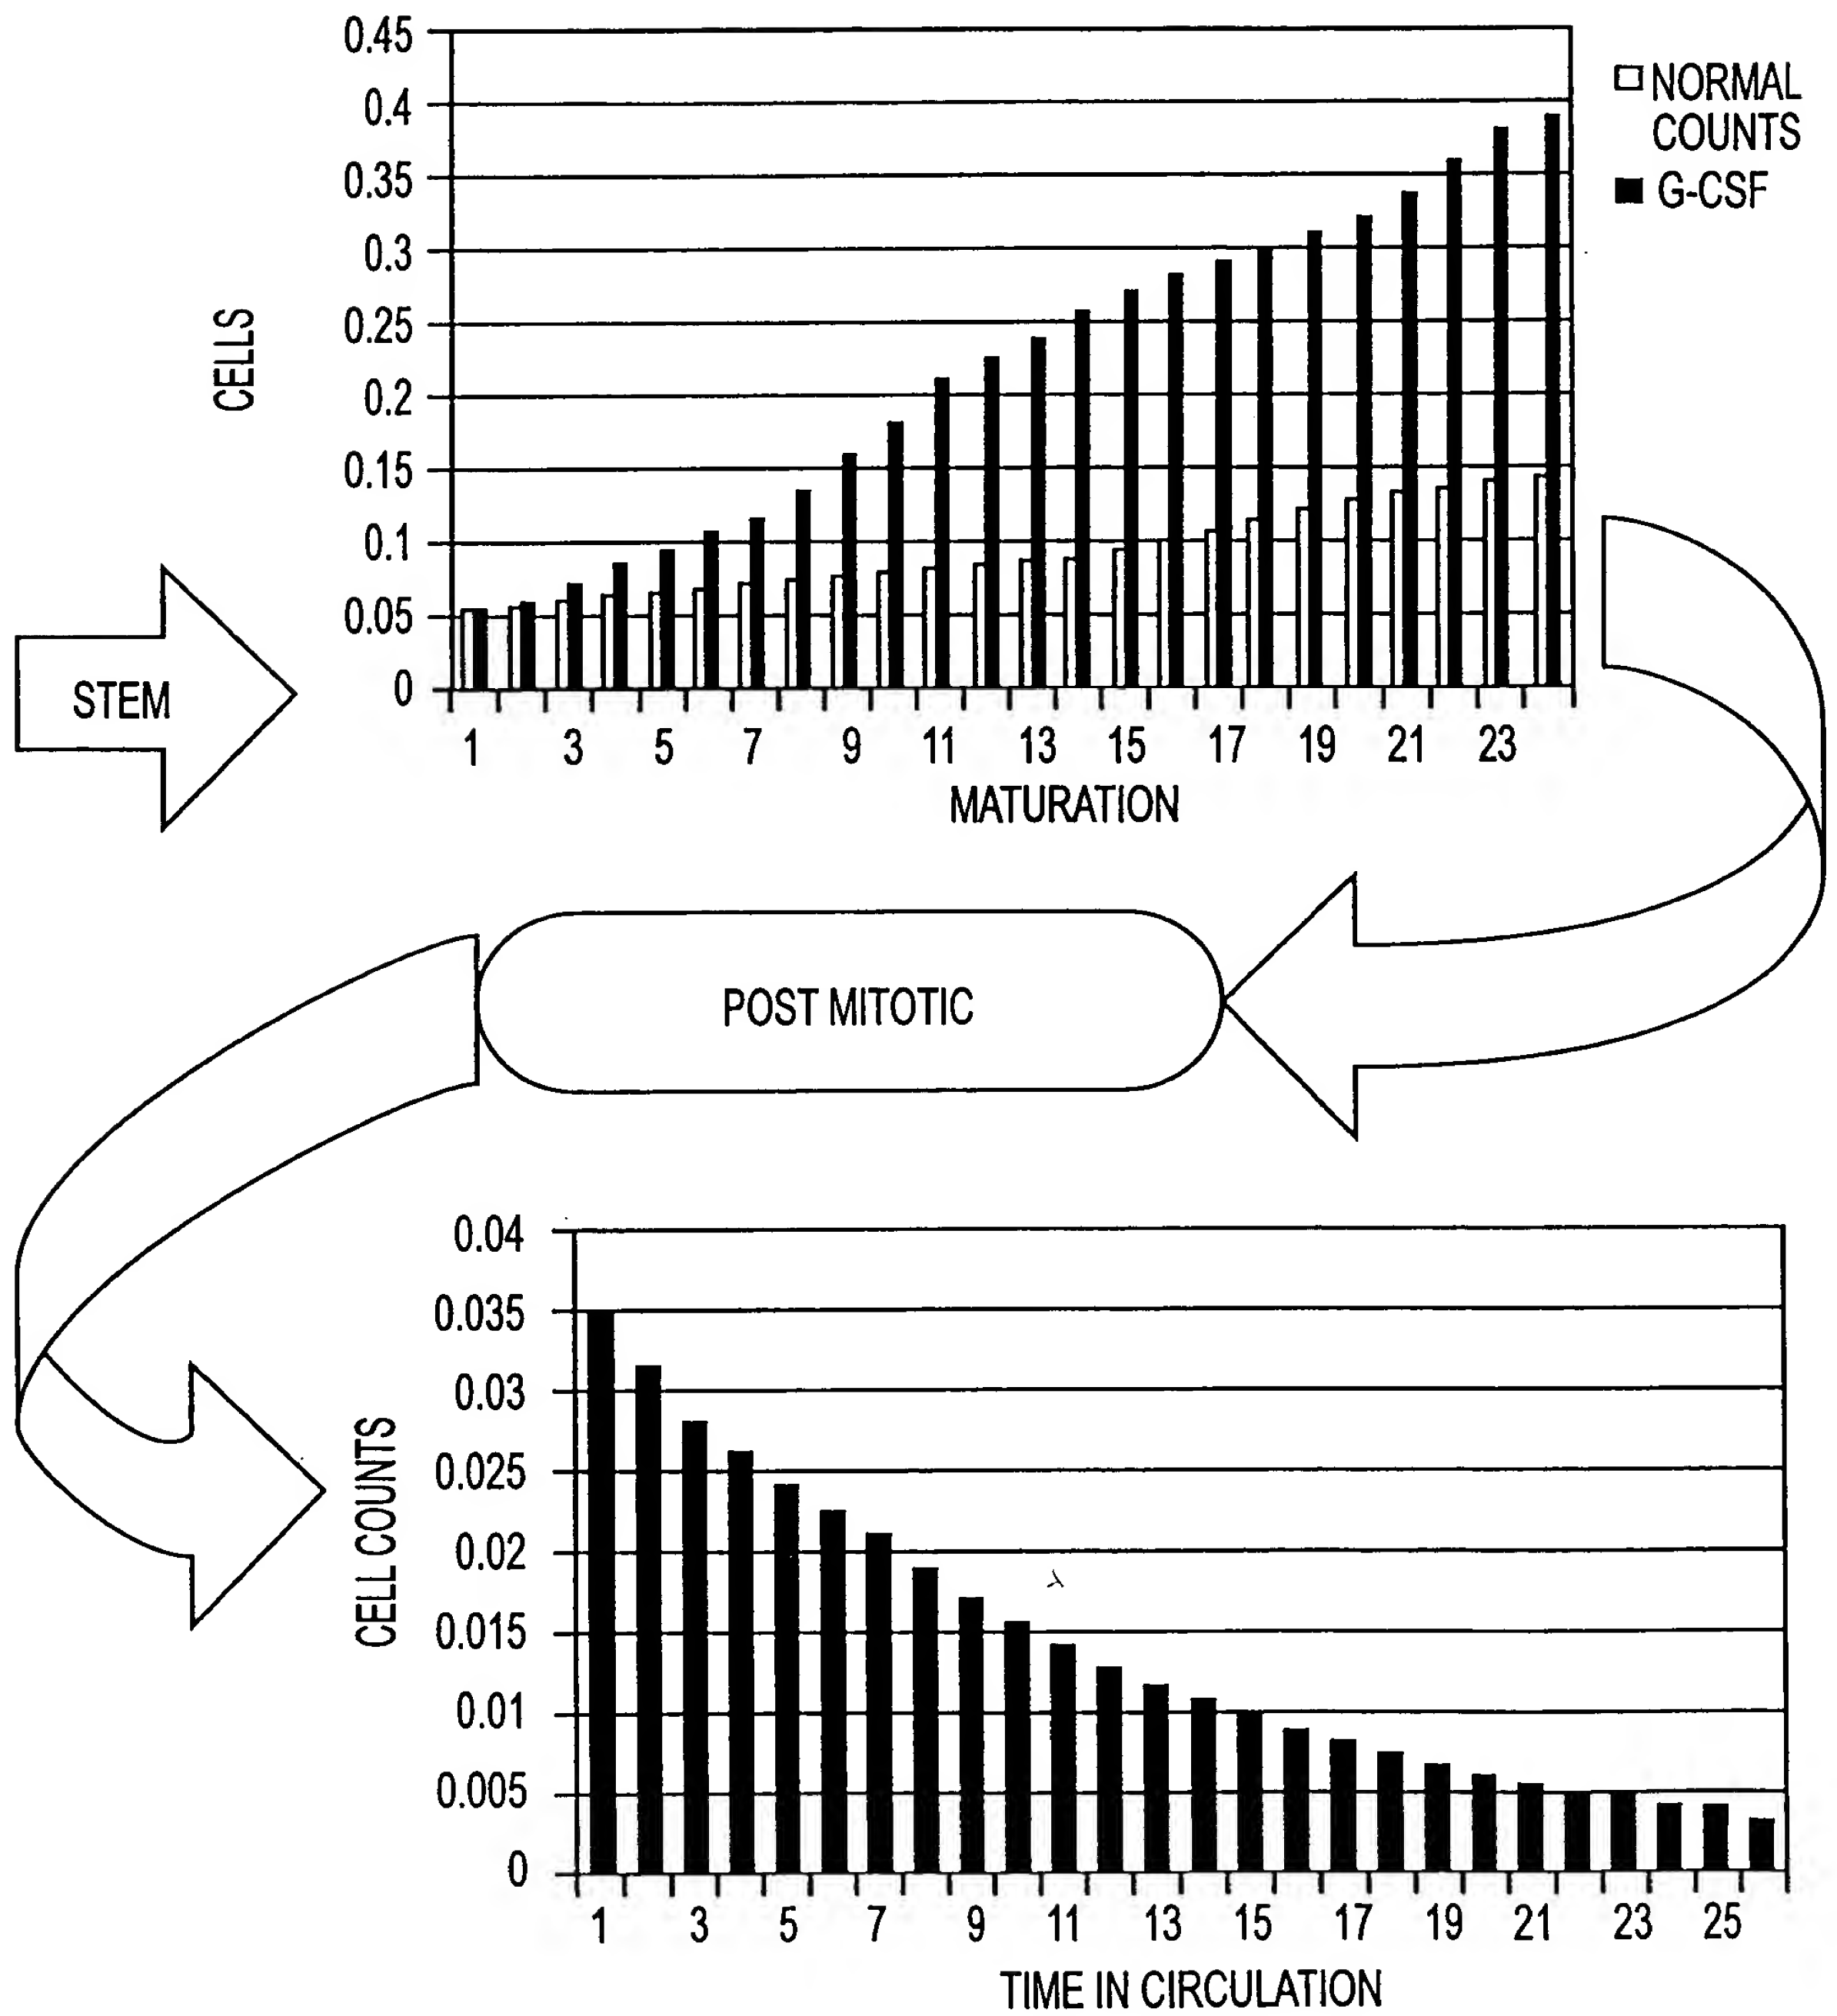 0.45
0.4
0.35
0.3
0.25
0.2
0.15
0.1
0.05
0
CELLS
NORMAL
COUNTS
G-CSF
STEM
1 3 5 7 9 11 13 15 17 19 21 23
MATURATION
POST MITOTIC
0.04
0.035
0.03
0.025
0.02
0.015
0.01
0.005
0
CELL COUNTS
1 3 5 7 9 11 13 15 17 19 21 23 25
TIME IN CIRCULATION